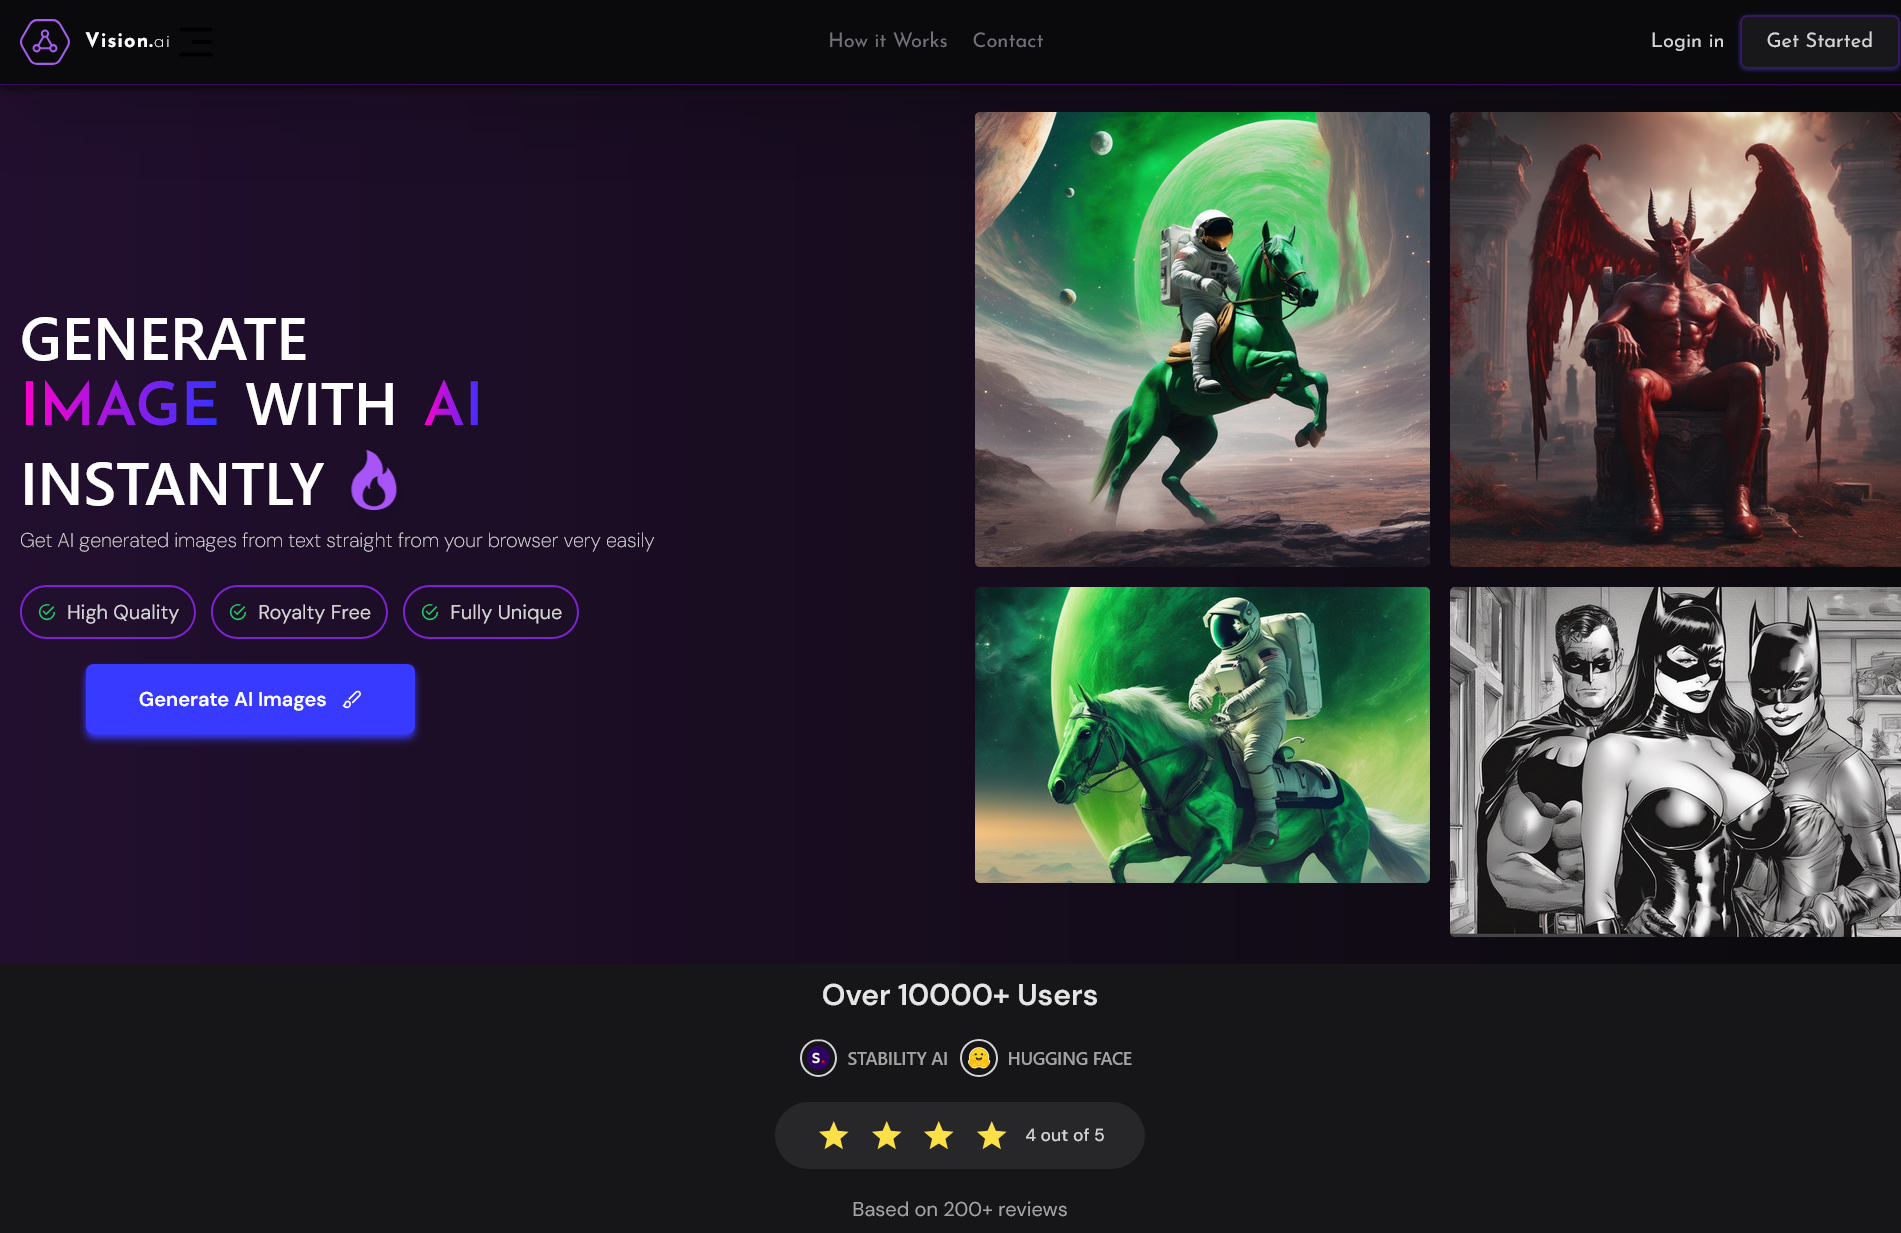 Vision.ai
How it Works
Contact
Login in
Get Started
GENERATE
IMAGE WITH AI
INSTANTLY
Get AI generated images from text straight from your browser very easily
High Quality
Royalty Free
Fully Unique
Generate AI Images
Over 10000+ Users
S.
STABILITY AI
HUGGING FACE
4 out of 5
Based on 200+ reviews